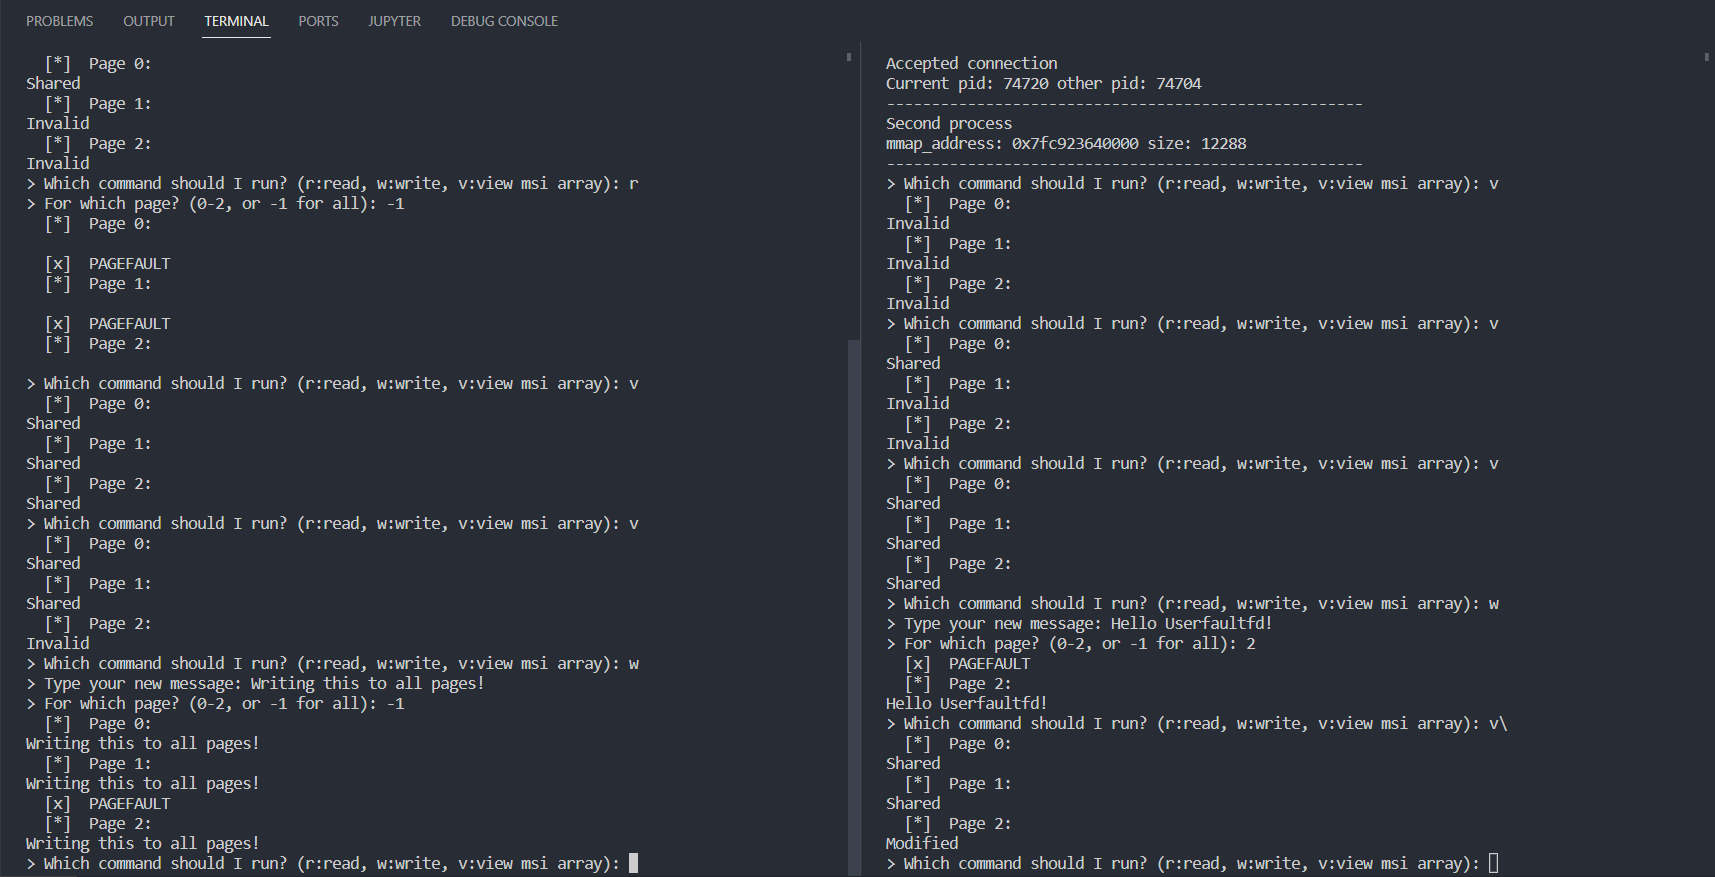 PROBLEMS OUTPUT TERMINAL PORTS JUPYTER DEBUG CONSOLE
[*] Page 0:
Shared
[*] Page 1:
Invalid
[*] Page 2:
Invalid
> Which command should I run? (r:read, w:write, v:view msi array): r
> For which page? (0-2, or -1 for all): -1
[*] Page 0:
[x] PAGEFAULT
[*] Page 1:
[x] PAGEFAULT
[*] Page 2:
> Which command should I run? (r:read, w:write, v:view msi array): v
[*] Page 0:
Shared
[*] Page 1:
Shared
[*] Page 2:
Shared
> Which command should I run? (r:read, w:write, v:view msi array): v
[*] Page 0:
Shared
[*] Page 1:
Shared
[*] Page 2:
Invalid
> Which command should I run? (r:read, w:write, v:view msi array): w
> Type your new message: Writing this to all pages!
> For which page? (0-2, or -1 for all): -1
[*] Page 0:
Writing this to all pages!
[*] Page 1:
Writing this to all pages!
[x] PAGEFAULT
[*] Page 2:
Writing this to all pages!
> Which command should I run? (r:read, w:write, v:view msi array):
Accepted connection
Current pid: 74720 other pid: 74704
-----------------------------------------------------
Second process
mmap_address: 0x7fc923640000 size: 12288
-----------------------------------------------------
> Which command should I run? (r:read, w:write, v:view msi array): v
[*] Page 0:
Invalid
[*] Page 1:
Invalid
[*] Page 2:
Invalid
> Which command should I run? (r:read, w:write, v:view msi array): v
[*] Page 0:
Shared
[*] Page 1:
Invalid
[*] Page 2:
Invalid
> Which command should I run? (r:read, w:write, v:view msi array): v
[*] Page 0:
Shared
[*] Page 1:
Shared
[*] Page 2:
Shared
> Which command should I run? (r:read, w:write, v:view msi array): w
> Type your new message: Hello Userfaultfd!
> For which page? (0-2, or -1 for all): 2
[x] PAGEFAULT
[*] Page 2:
Hello Userfaultfd!
> Which command should I run? (r:read, w:write, v:view msi array): v\
[*] Page 0:
Shared
[*] Page 1:
Shared
[*] Page 2:
Modified
> Which command should I run? (r:read, w:write, v:view msi array):